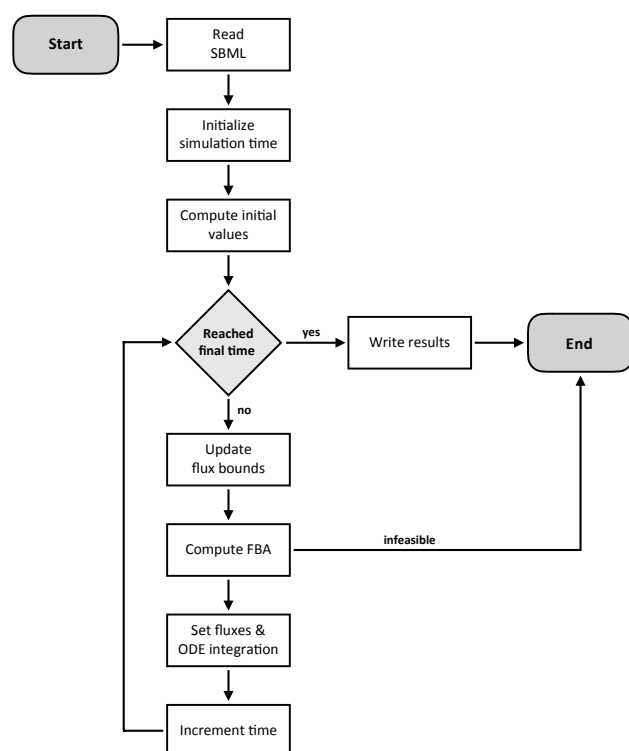 Start
Read
SBML
Initialize
simulation time
Compute initial
values
Reached
final time
yes
Write results
End
no
Update
flux bounds
Compute FBA
infeasible
Set fluxes &
ODE integration
Increment time